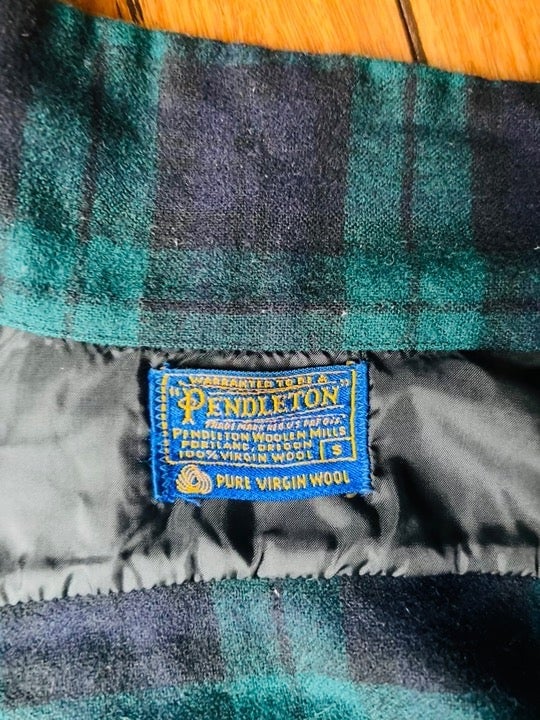 WARRANTED TO BE A
"PENDLETON"
TRADE MARK REG. U.S. PAT. OFF.
PENDLETON WOOLEN MILLS
PORTLAND, OREGON
100% VIRGIN WOOL S
PURE VIRGIN WOOL